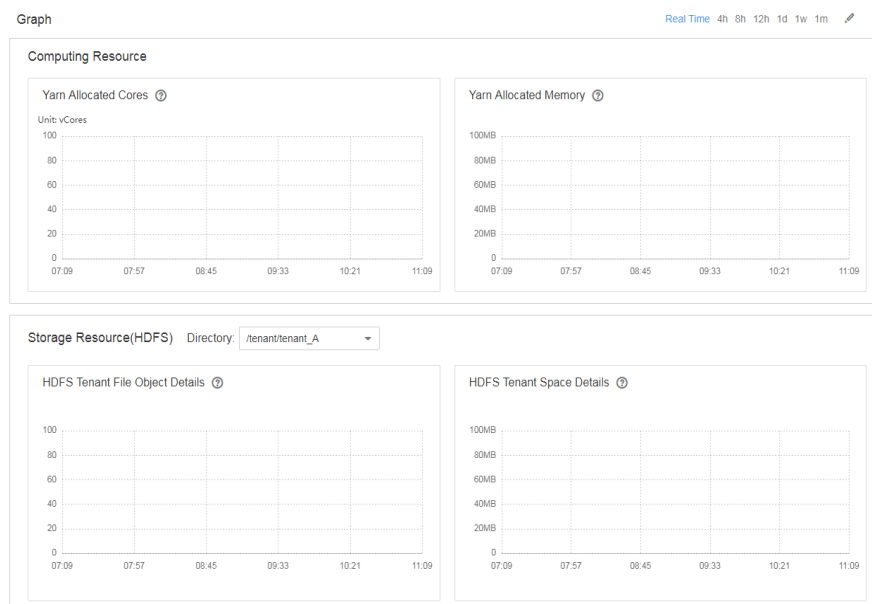 Graph
Real Time 4h 8h 12h 1d 1w 1m
Computing Resource
Yarn Allocated Cores ?
Unit: vCores
100
80
60
40
20
0
07:09 07:57 08:45 09:33 10:21 11:09
Yarn Allocated Memory ?
100MB
80MB
60MB
40MB
20MB
0
07:09 07:57 08:45 09:33 10:21 11:09
Storage Resource(HDFS) Directory: /tenant/tenant_A
HDFS Tenant File Object Details ?
100
80
60
40
20
0
07:09 07:57 08:45 09:33 10:21 11:09
HDFS Tenant Space Details ?
100MB
80MB
60MB
40MB
20MB
0
07:09 07:57 08:45 09:33 10:21 11:09